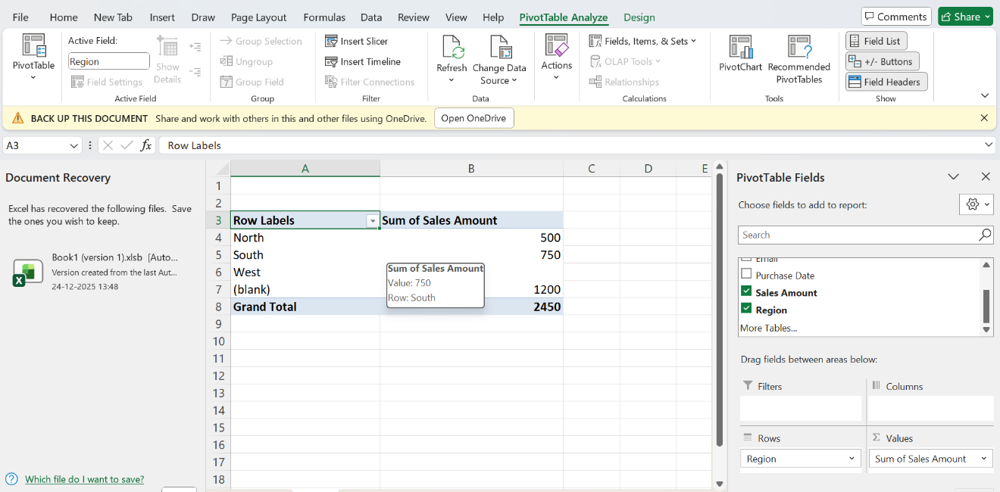 File Home New Tab Insert Draw Page Layout Formulas Data Review View Help PivotTable Analyze Design Comments Share
PivotTable
Active Field:
Region
Field Settings
Show
Details
Active Field
Group Selection
Ungroup
Group Field
Group
Insert Slicer
Insert Timeline
Filter Connections
Filter
Refresh
Change Data
Source
Data
Actions
Fields, Items, & Sets
OLAP Tools
Relationships
Calculations
PivotChart
Recommended
PivotTables
Tools
Field List
+/- Buttons
Field Headers
Show
BACK UP THIS DOCUMENT Share and work with others in this and other files using OneDrive. Open OneDrive
A3 fx Row Labels
Document Recovery
Excel has recovered the following files. Save
the ones you wish to keep.
Book1 (version 1).xlsb [Auto...
Version created from the last Aut...
24-12-2025 13:48
Which file do I want to save?
A B C D E
1
2
3 Row Labels Sum of Sales Amount
4 North 500
5 South 750
6 West
7 (blank) 1200
8 Grand Total 2450
9
10
11
12
13
14
15
16
17
18
Sum of Sales Amount
Value: 750
Row: South
PivotTable Fields
Choose fields to add to report:
Search
Email
Purchase Date
Sales Amount
Region
More Tables...
Drag fields between areas below:
Filters
Columns
Rows
Σ Values
Region
Sum of Sales Amount